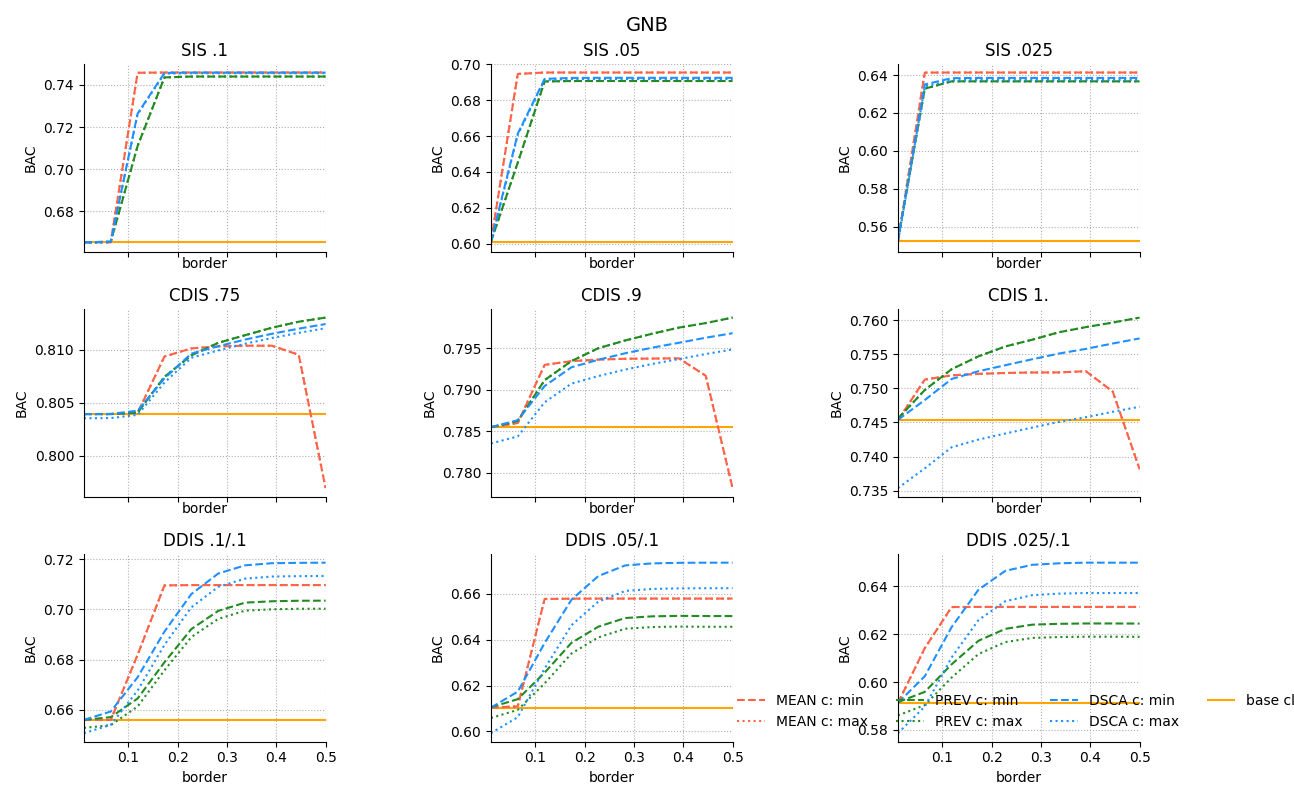 GNB
SIS .1
SIS .05
SIS .025
0.74
0.72
0.70
0.68
BAC
border
0.70
0.68
0.66
0.64
0.62
0.60
BAC
border
0.64
0.62
0.60
0.58
0.56
BAC
border
CDIS .75
CDIS .9
CDIS 1.
0.810
0.805
0.800
BAC
border
0.795
0.790
0.785
0.780
BAC
border
0.760
0.755
0.750
0.745
0.740
0.735
BAC
border
DDIS .1/.1
DDIS .05/.1
DDIS .025/.1
0.72
0.70
0.68
0.66
BAC
0.1 0.2 0.3 0.4 0.5
border
0.66
0.64
0.62
0.60
BAC
0.1 0.2 0.3 0.4 0.5
border
0.64
0.62
0.60
0.58
BAC
0.1 0.2 0.3 0.4 0.5
border
MEAN c: min PREV c: min DSCA c: min base cl
MEAN c: max PREV c: max DSCA c: max